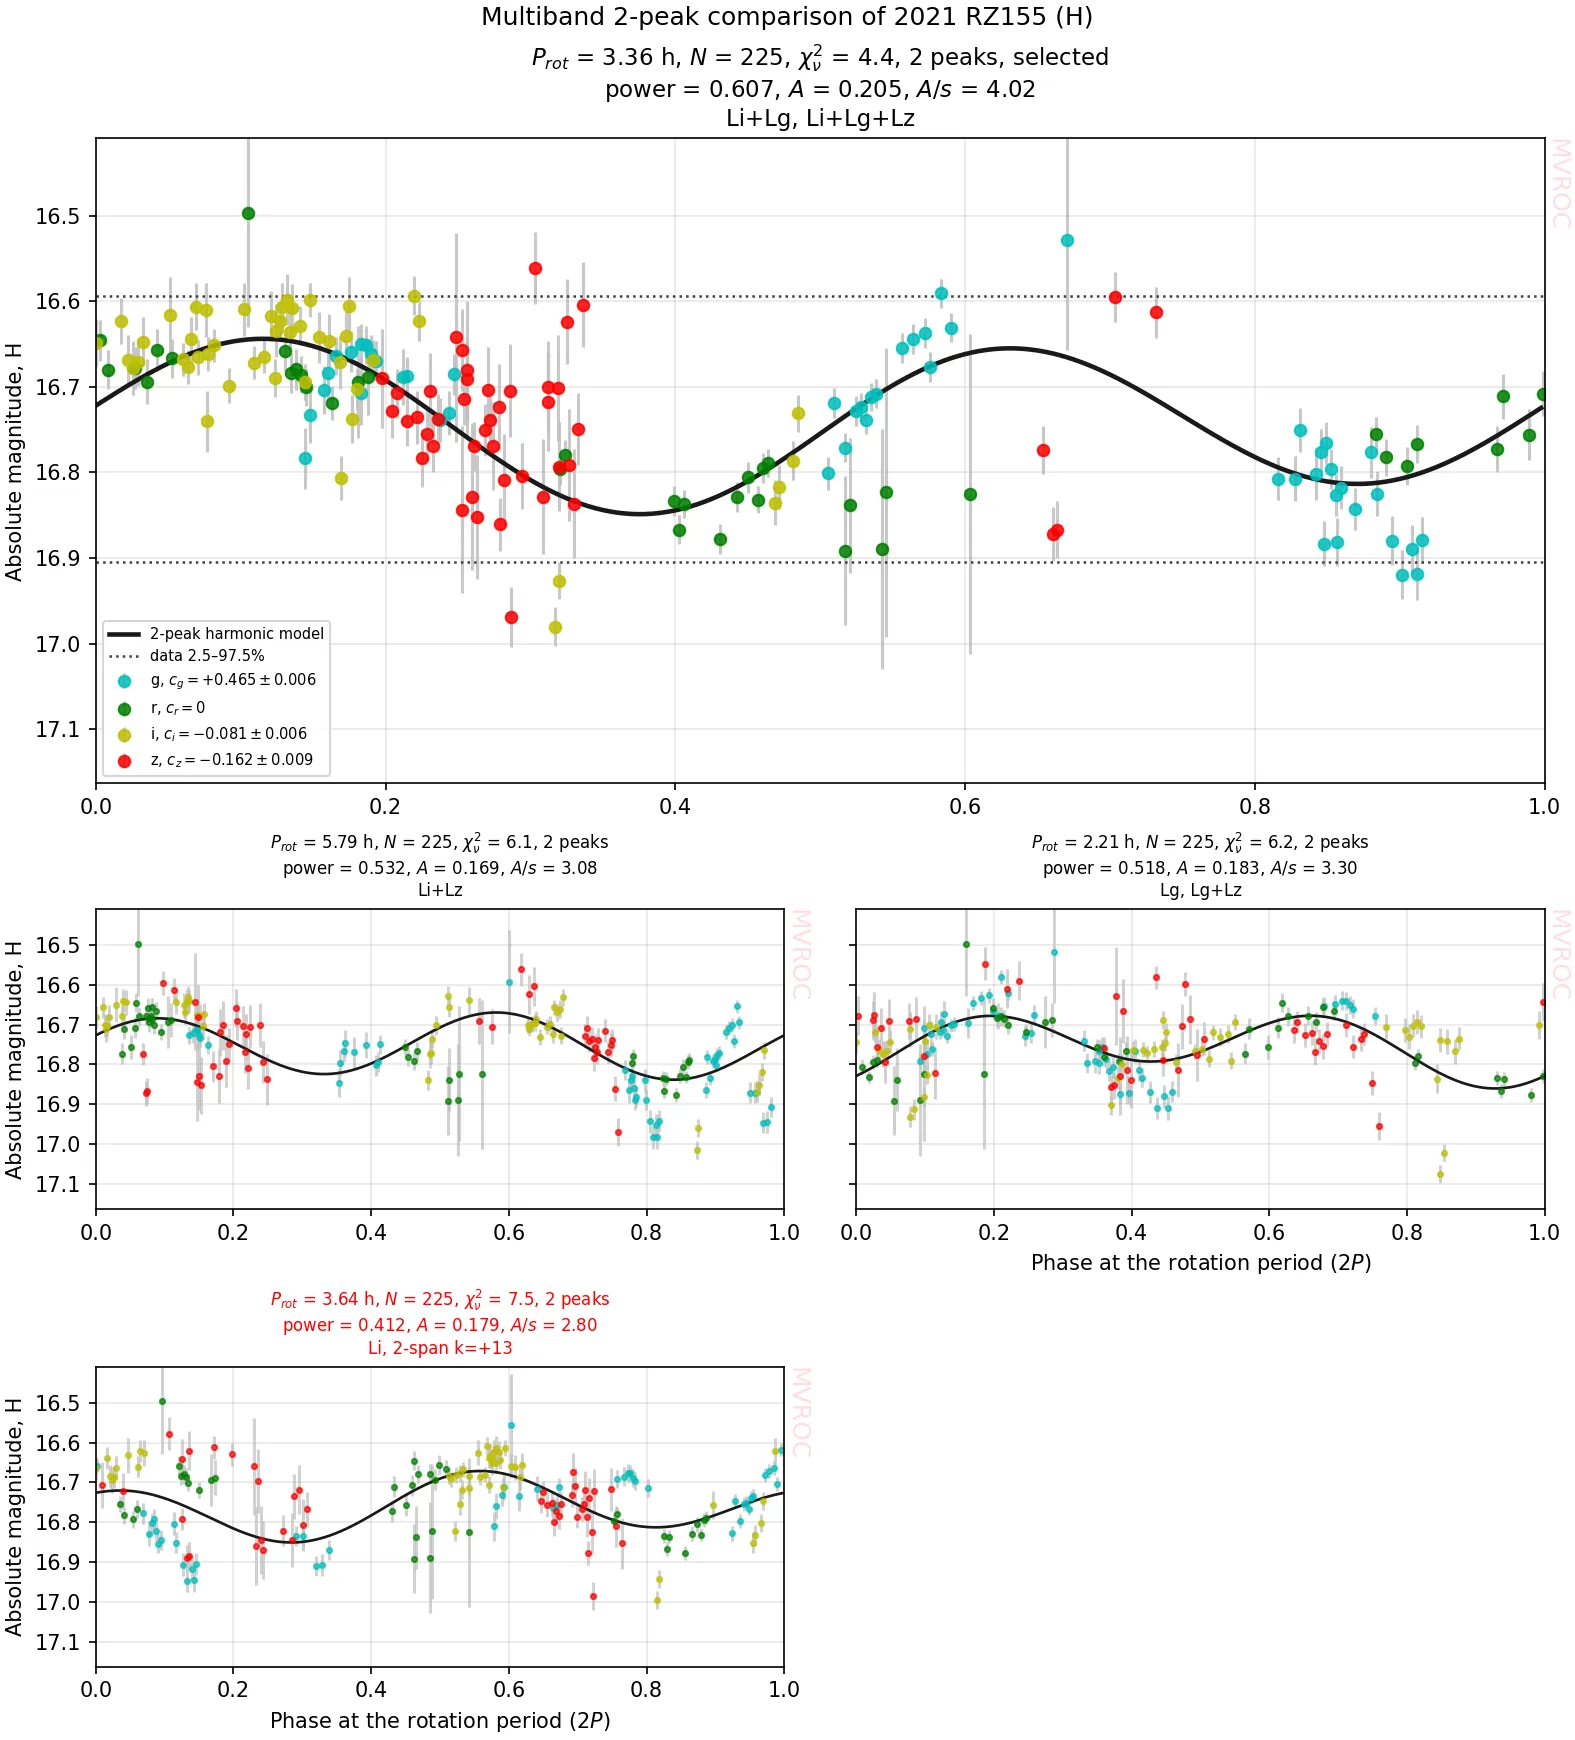 Multiband 2-peak comparison of 2021 RZ155 (H)
P_rot = 3.36 h, N = 225, χ²_ν = 4.4, 2 peaks, selected
power = 0.607, A = 0.205, A/s = 4.02
Li+Lg, Li+Lg+Lz
MVROC
Absolute magnitude, H
16.5
16.6
16.7
16.8
16.9
17.0
17.1
2-peak harmonic model
data 2.5–97.5%
g, c_g = +0.465 ± 0.006
r, c_r = 0
i, c_i = −0.081 ± 0.006
z, c_z = −0.162 ± 0.009
0.0 0.2 0.4 0.6 0.8 1.0
P_rot = 5.79 h, N = 225, χ²_ν = 6.1, 2 peaks
power = 0.532, A = 0.169, A/s = 3.08
Li+Lz
MVROC
Absolute magnitude, H
16.5
16.6
16.7
16.8
16.9
17.0
17.1
0.0 0.2 0.4 0.6 0.8 1.0
P_rot = 2.21 h, N = 225, χ²_ν = 6.2, 2 peaks
power = 0.518, A = 0.183, A/s = 3.30
Lg, Lg+Lz
MVROC
0.0 0.2 0.4 0.6 0.8 1.0
Phase at the rotation period (2P)
P_rot = 3.64 h, N = 225, χ²_ν = 7.5, 2 peaks
power = 0.412, A = 0.179, A/s = 2.80
Li, 2-span k=+13
MVROC
Absolute magnitude, H
16.5
16.6
16.7
16.8
16.9
17.0
17.1
0.0 0.2 0.4 0.6 0.8 1.0
Phase at the rotation period (2P)